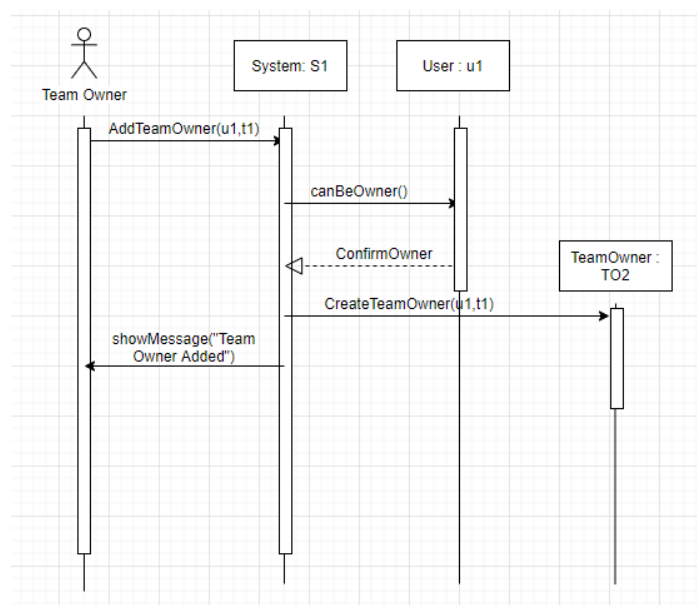 System: S1
User : u1
Team Owner
AddTeamOwner(u1,t1)
canBeOwner()
ConfirmOwner
TeamOwner :
TO2
CreateTeamOwner(u1,t1)
showMessage("Team
Owner Added")